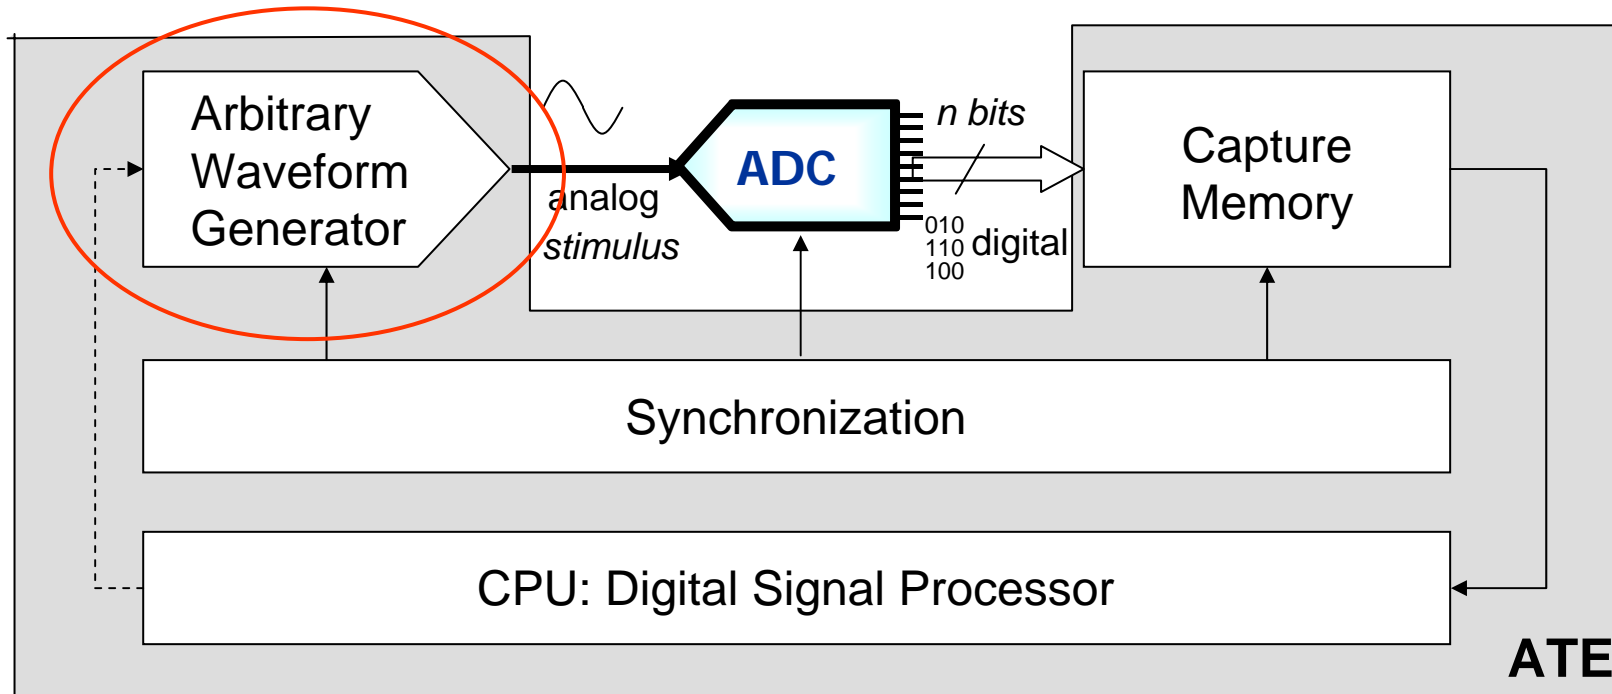 Arbitrary
Waveform
Generator
analog
stimulus
ADC
n bits
010
110
100
digital
Capture
Memory
Synchronization
CPU: Digital Signal Processor
ATE